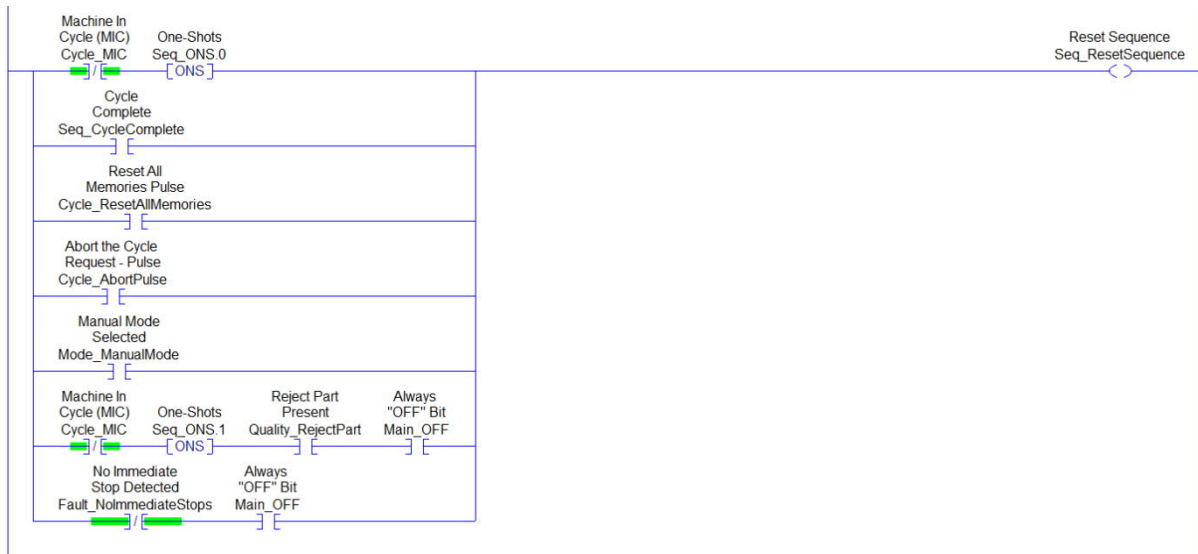 Machine In
Cycle (MIC)
Cycle_MIC
One-Shots
Seq_ONS.0
ONS
Reset Sequence
Seq_ResetSequence
Cycle
Complete
Seq_CycleComplete
Reset All
Memories Pulse
Cycle_ResetAllMemories
Abort the Cycle
Request - Pulse
Cycle_AbortPulse
Manual Mode
Selected
Mode_ManualMode
Machine In
Cycle (MIC)
Cycle_MIC
One-Shots
Seq_ONS.1
ONS
Reject Part
Present
Quality_RejectPart
Always
"OFF" Bit
Main_OFF
No Immediate
Stop Detected
Fault_NoImmediateStops
Always
"OFF" Bit
Main_OFF